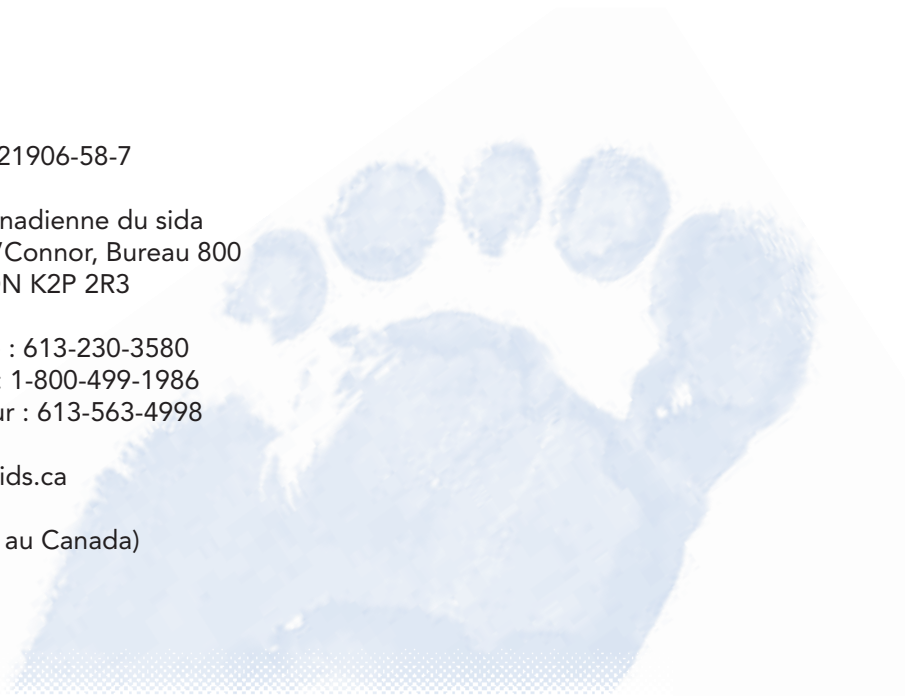 21906-58-7
nadienne du sida
'Connor, Bureau 800
N K2P 2R3
: 613-230-3580
: 1-800-499-1986
ur : 613-563-4998
ids.ca
au Canada)